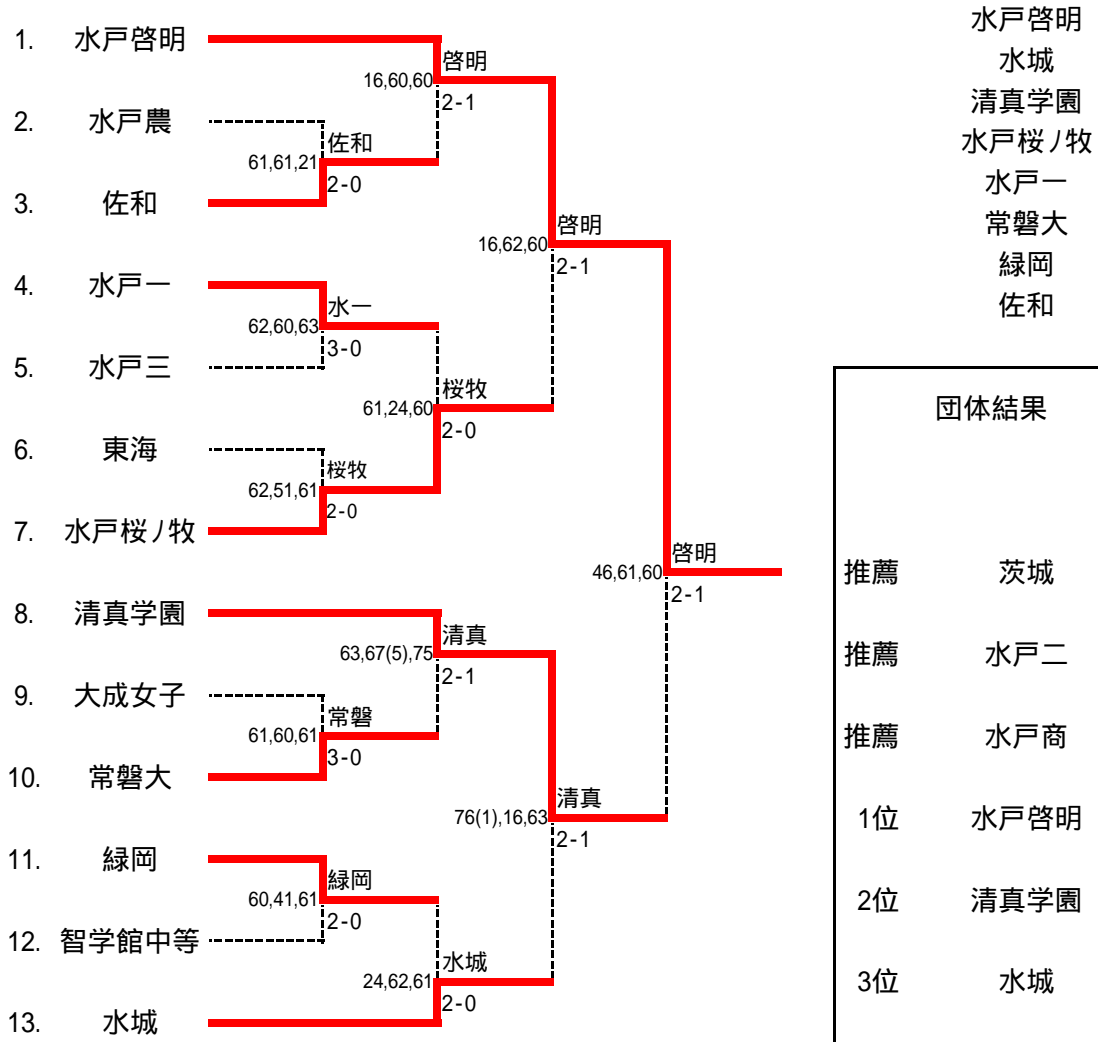 1. 水戸啓明
2. 水戸農
3. 佐和
4. 水戸一
5. 水戸三
6. 東海
7. 水戸桜ノ牧
8. 清真学園
9. 大成女子
10. 常磐大
11. 緑岡
12. 智学館中等
13. 水城
佐和
61,61,21
2-0
水一
62,60,63
3-0
桜牧
62,51,61
2-0
常磐
61,60,61
3-0
緑岡
60,41,61
2-0
啓明
16,60,60
2-1
桜牧
61,24,60
2-0
清真
63,67(5),75
2-1
水城
24,62,61
2-0
啓明
16,62,60
2-1
清真
76(1),16,63
2-1
啓明
46,61,60
2-1
水戸啓明
水城
清真学園
水戸桜ノ牧
水戸一
常磐大
緑岡
佐和
団体結果
推薦 茨城
推薦 水戸二
推薦 水戸商
1位 水戸啓明
2位 清真学園
3位 水城